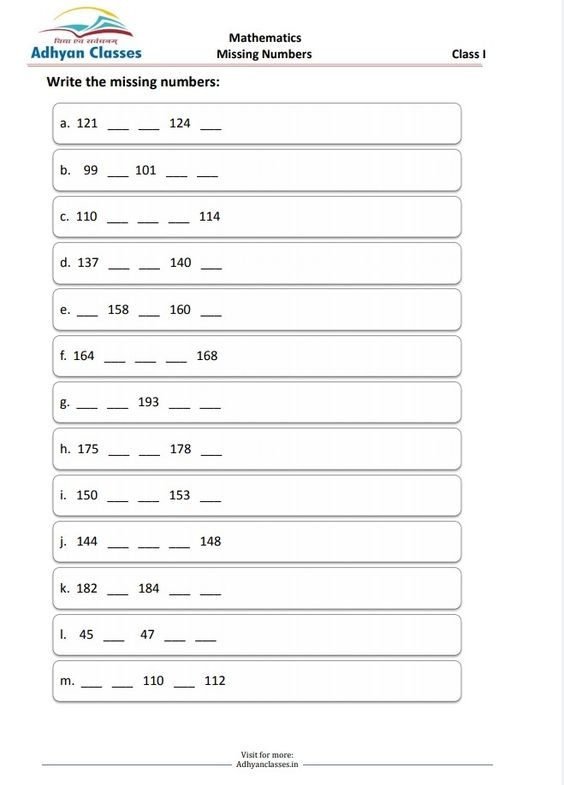 विद्या एवं सर्वधनम्
Adhyan Classes
Mathematics
Missing Numbers
Class I
Write the missing numbers:
a. 121 ___ ___ 124 ___
b. 99 ___ 101 ___ ___
c. 110 ___ ___ ___ 114
d. 137 ___ ___ 140 ___
e. ___ 158 ___ 160 ___
f. 164 ___ ___ ___ 168
g. ___ ___ 193 ___ ___
h. 175 ___ ___ 178 ___
i. 150 ___ ___ 153 ___
j. 144 ___ ___ ___ 148
k. 182 ___ 184 ___ ___
l. 45 ___ 47 ___ ___
m. ___ ___ 110 ___ 112
Visit for more:
Adhyanclasses.in